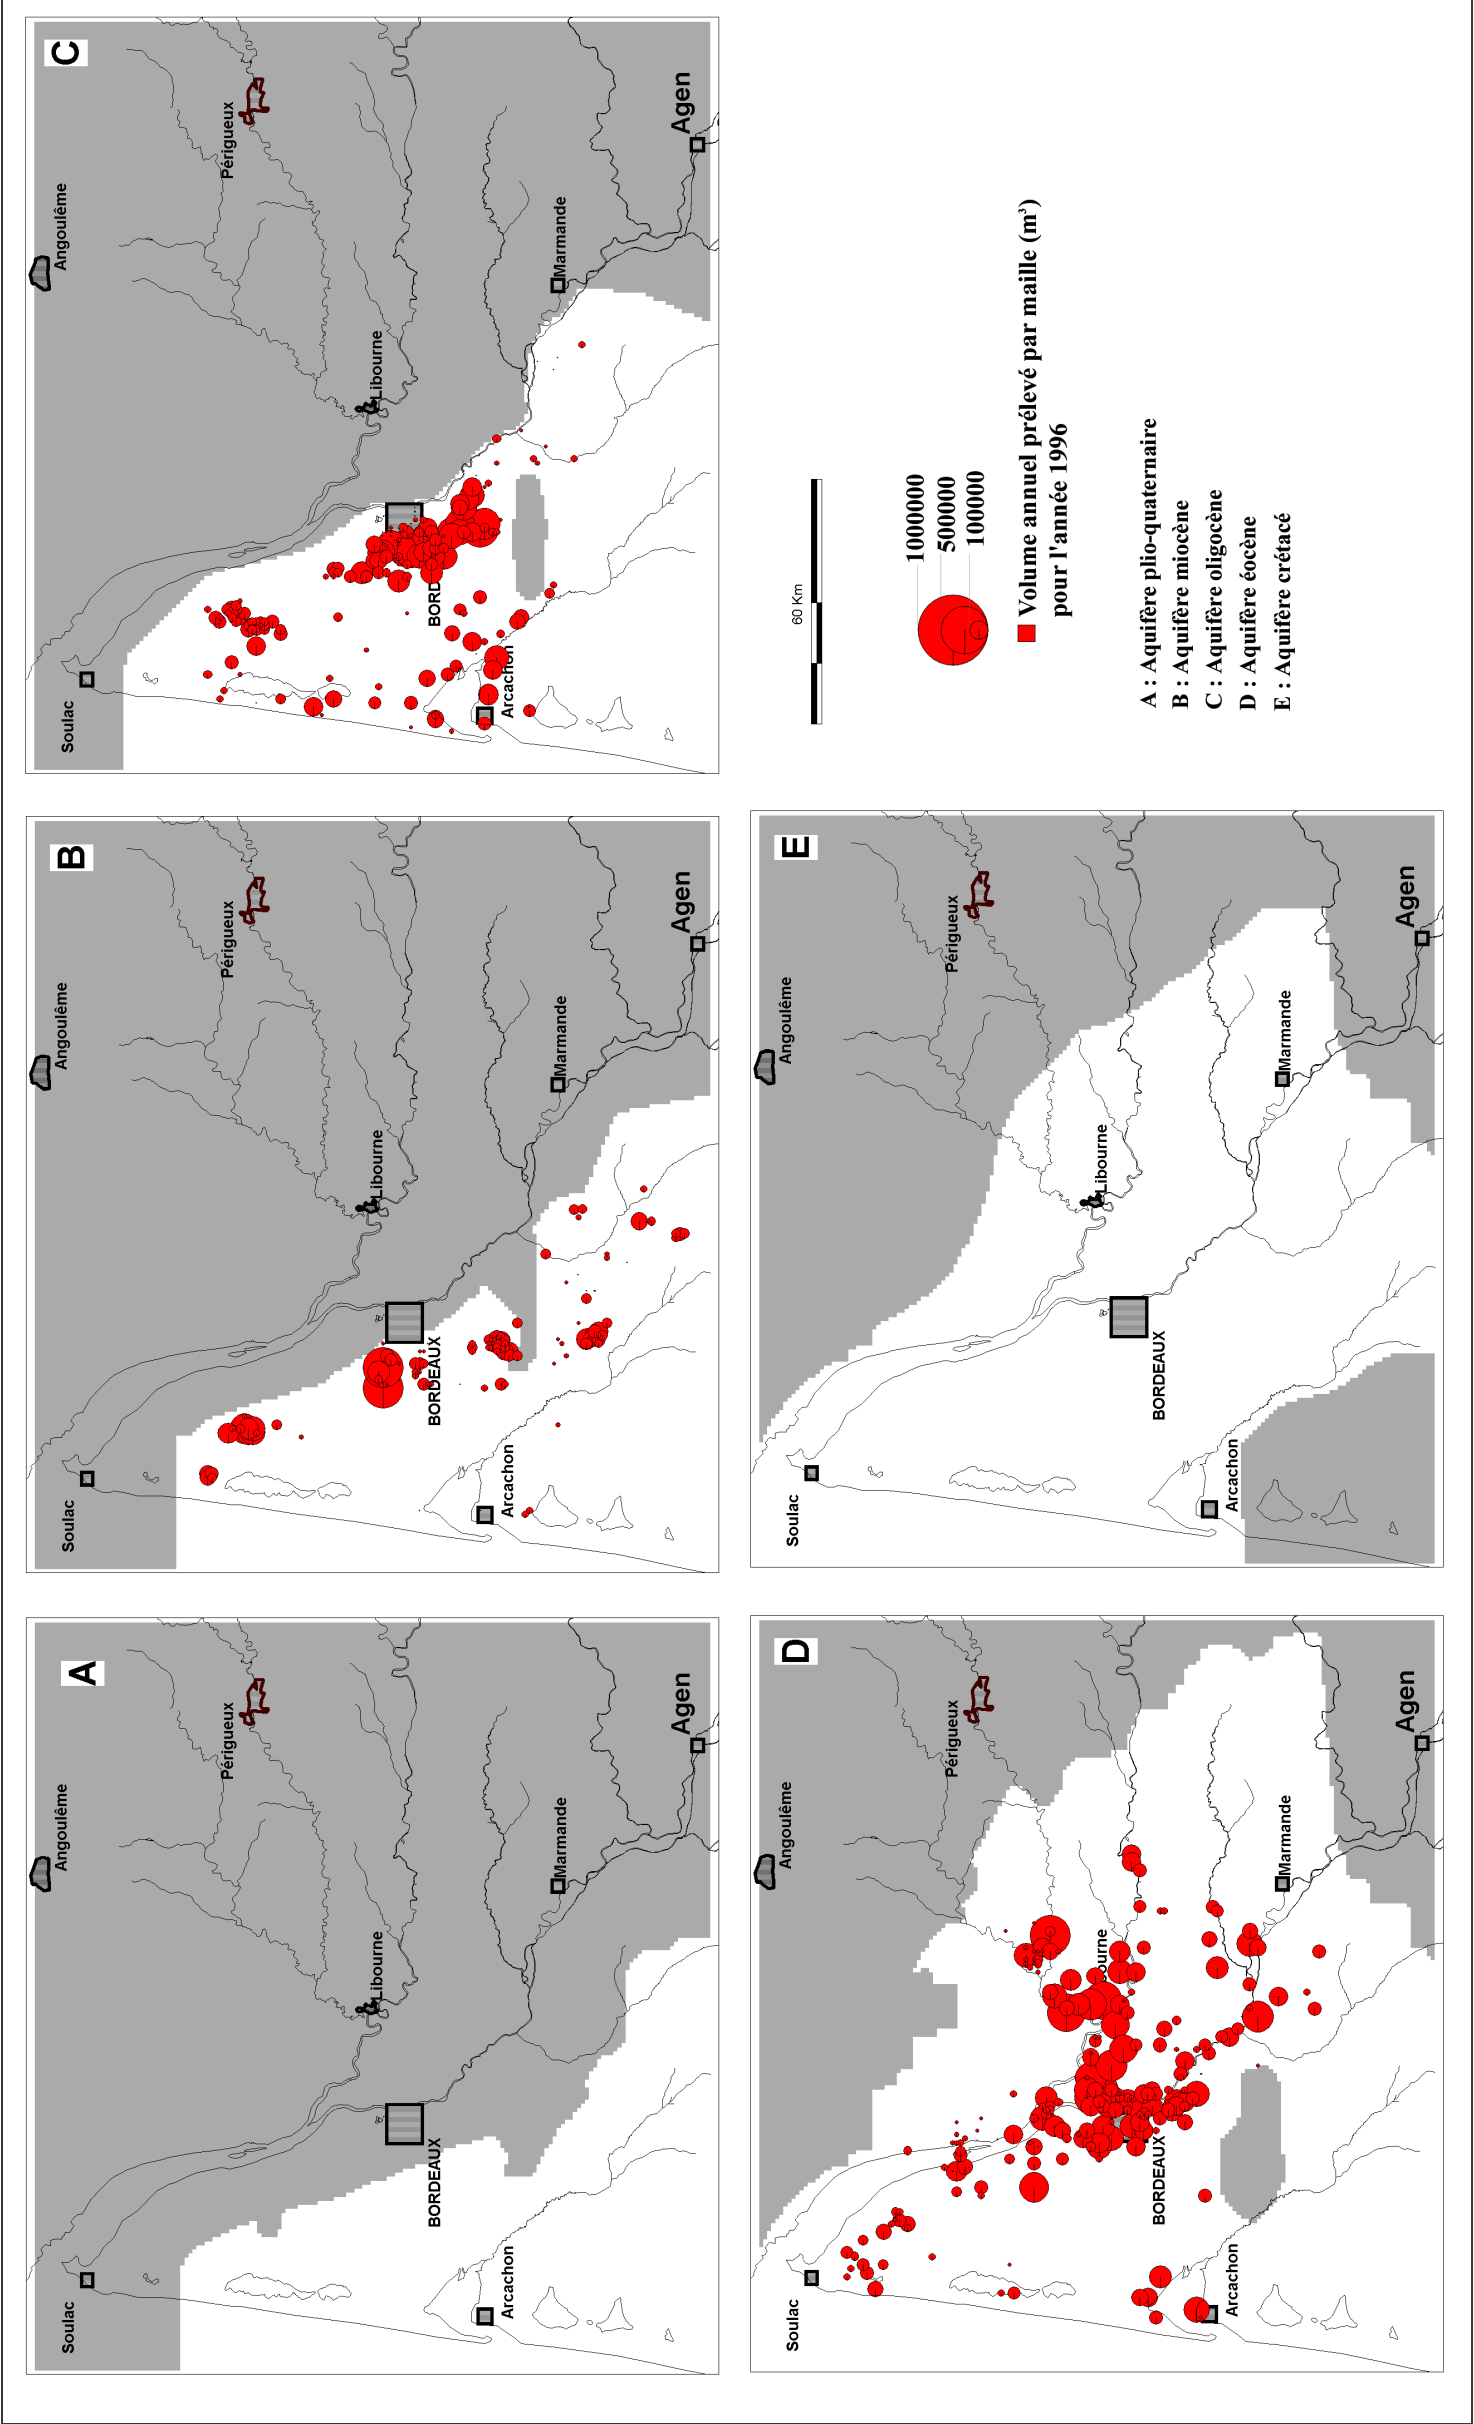 A
Angoulême
Périgueux
Soulac
Libourne
BORDEAUX
Arcachon
Marmande
Agen
B
Angoulême
Périgueux
Soulac
Libourne
BORDEAUX
Arcachon
Marmande
Agen
C
Angoulême
Périgueux
Soulac
Libourne
BORD
Arcachon
Marmande
Agen
D
Angoulême
Périgueux
Soulac
ourne
BORDEAUX
Arcachon
Marmande
Agen
E
Angoulême
Périgueux
Soulac
Libourne
BORDEAUX
Arcachon
Marmande
Agen
60 Km
1000000
500000
100000
Volume annuel prélevé par maille (m³)
pour l'année 1996
A : Aquifère plio-quaternaire
B : Aquifère miocène
C : Aquifère oligocène
D : Aquifère éocène
E : Aquifère crétacé